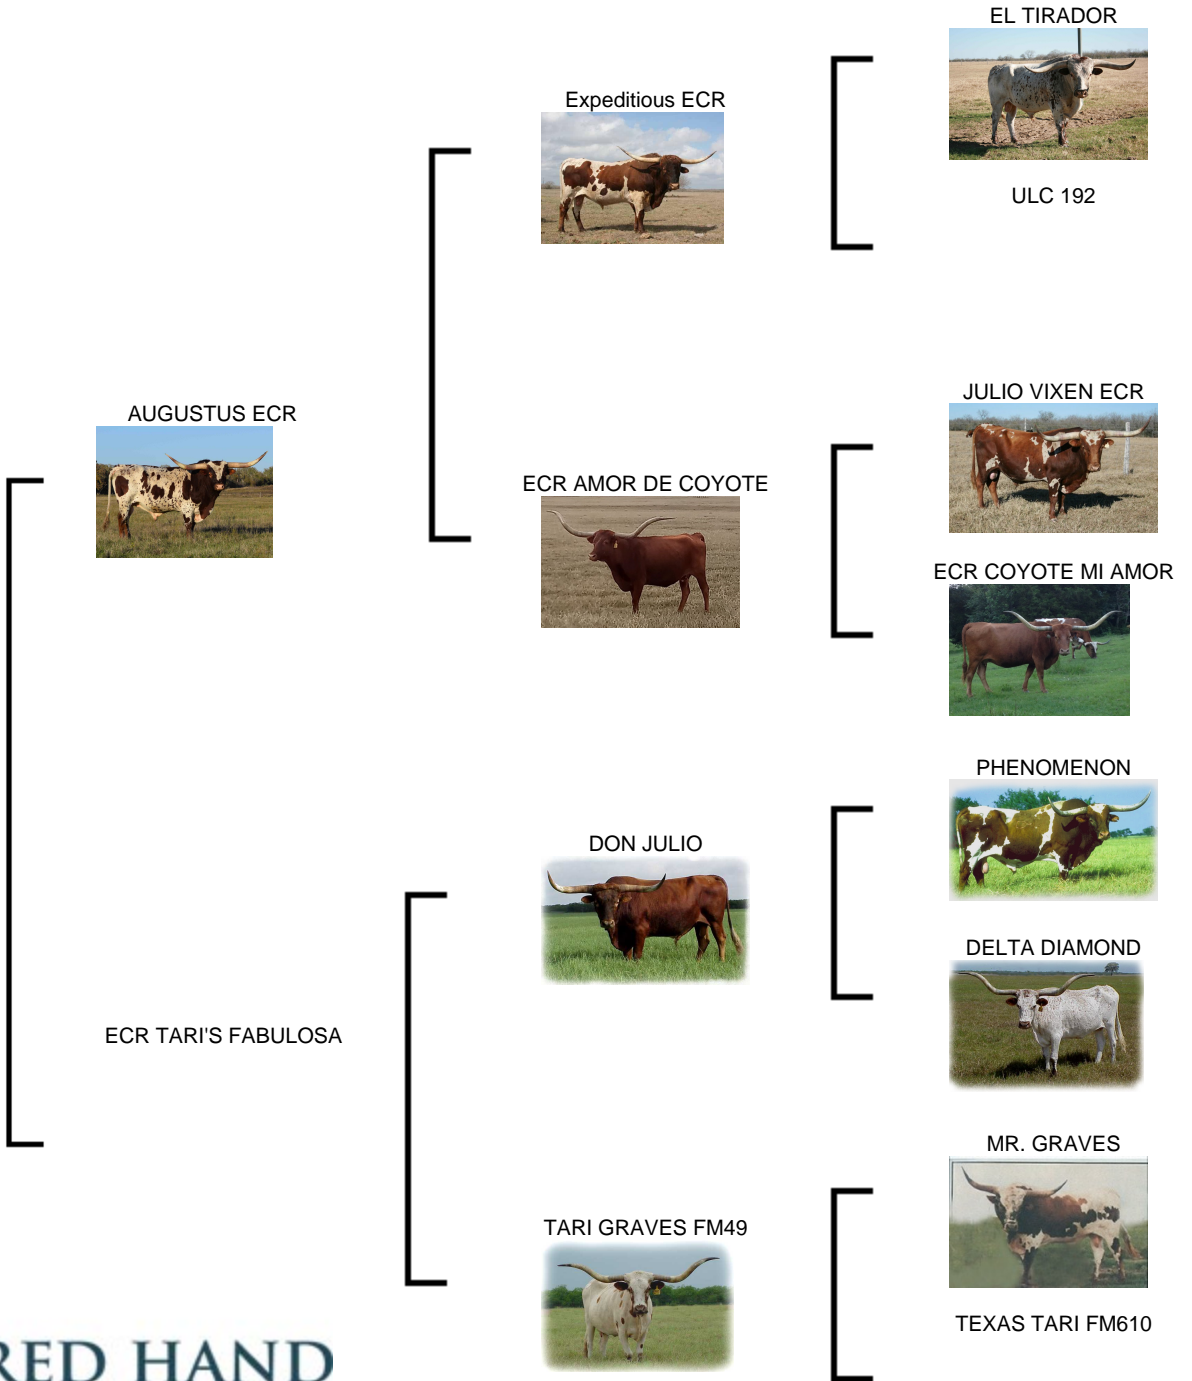 EL TIRADOR
Expeditious ECR
ULC 192
JULIO VIXEN ECR
AUGUSTUS ECR
ECR AMOR DE COYOTE
ECR COYOTE MI AMOR
PHENOMENON
DON JULIO
DELTA DIAMOND
ECR TARI'S FABULOSA
MR. GRAVES
TARI GRAVES FM49
TEXAS TARI FM610
RED HAND